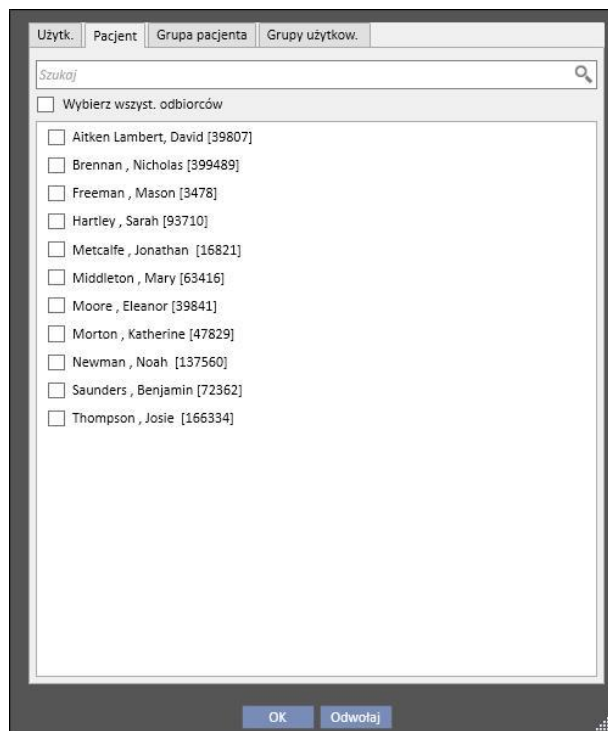 Użytk. Pacjent Grupa pacjenta Grupy użytkow.
Szukaj
Wybierz wszyst. odbiorców
Aitken Lambert, David [39807]
Brennan , Nicholas [399489]
Freeman , Mason [3478]
Hartley , Sarah [93710]
Metcalfe , Jonathan [16821]
Middleton , Mary [63416]
Moore , Eleanor [39841]
Morton , Katherine [47829]
Newman , Noah [137560]
Saunders , Benjamin [72362]
Thompson , Josie [166334]
OK Odwołaj